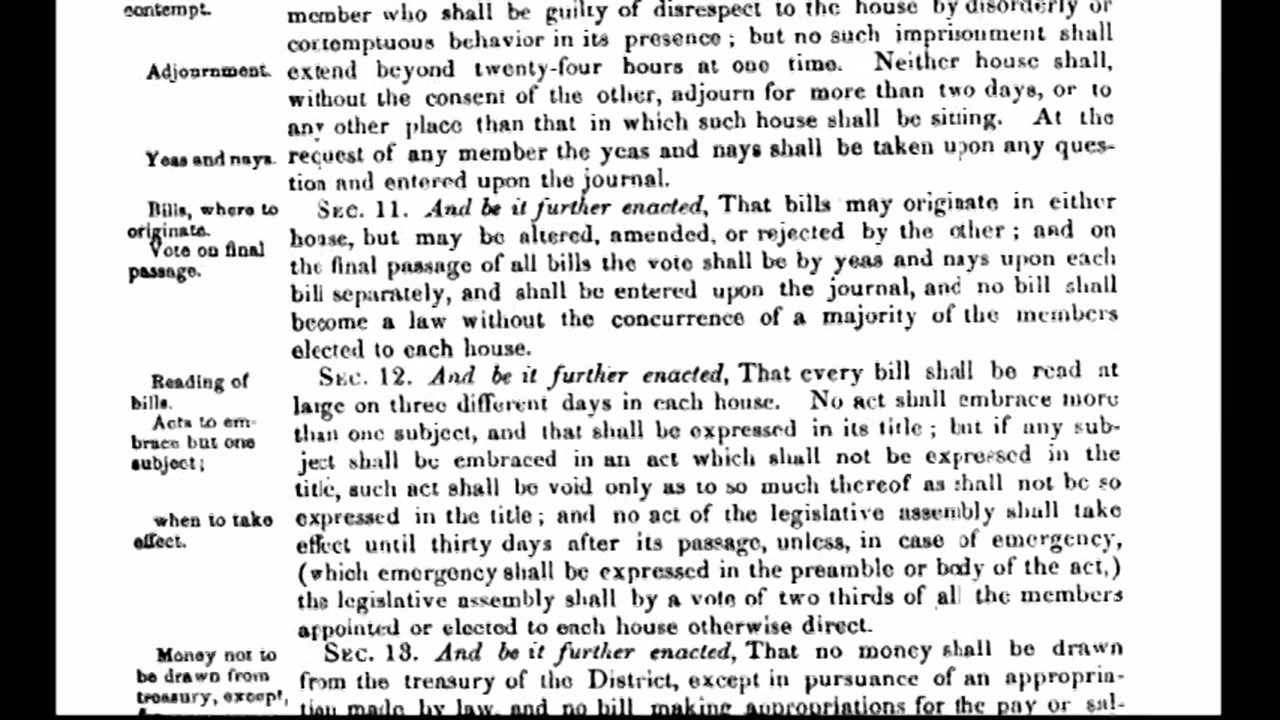 contempt.
member who shall be guilty of disrespect to the house by disorderly or
contemptuous behavior in its presence ; but no such imprisonment shall
Adjournment.
extend beyond twenty-four hours at one time. Neither house shall,
without the consent of the other, adjourn for more than two days, or to
any other place than that in which such house shall be sitting. At the
Yeas and nays.
request of any member the yeas and nays shall be taken upon any ques-
tion and entered upon the journal.
Bills, where to
originate.
Vote on final
passage.
SEC. 11. And be it further enacted, That bills may originate in either
house, but may be altered, amended, or rejected by the other ; and on
the final passage of all bills the vote shall be by yeas and nays upon each
bill separately, and shall be entered upon the journal, and no bill shall
become a law without the concurrence of a majority of the members
elected to each house.
Reading of
bills.
Acts to em-
brace but one
subject ;
SEC. 12. And be it further enacted, That every bill shall be read at
large on three different days in each house. No act shall embrace more
than one subject, and that shall be expressed in its title ; but if any sub-
ject shall be embraced in an act which shall not be expressed in the
title, such act shall be void only as to so much thereof as shall not be so
when to take
effect.
expressed in the title ; and no act of the legislative assembly shall take
effect until thirty days after its passage, unless, in case of emergency,
(which emergency shall be expressed in the preamble or body of the act,)
the legislative assembly shall by a vote of two thirds of all the members
appointed or elected to each house otherwise direct.
Money not to
be drawn from
treasury, except,
SEC. 13. And be it further enacted, That no money shall be drawn
from the treasury of the District, except in pursuance of an appropria-
tion made by law, and no bill making appropriations for the pay or sal-